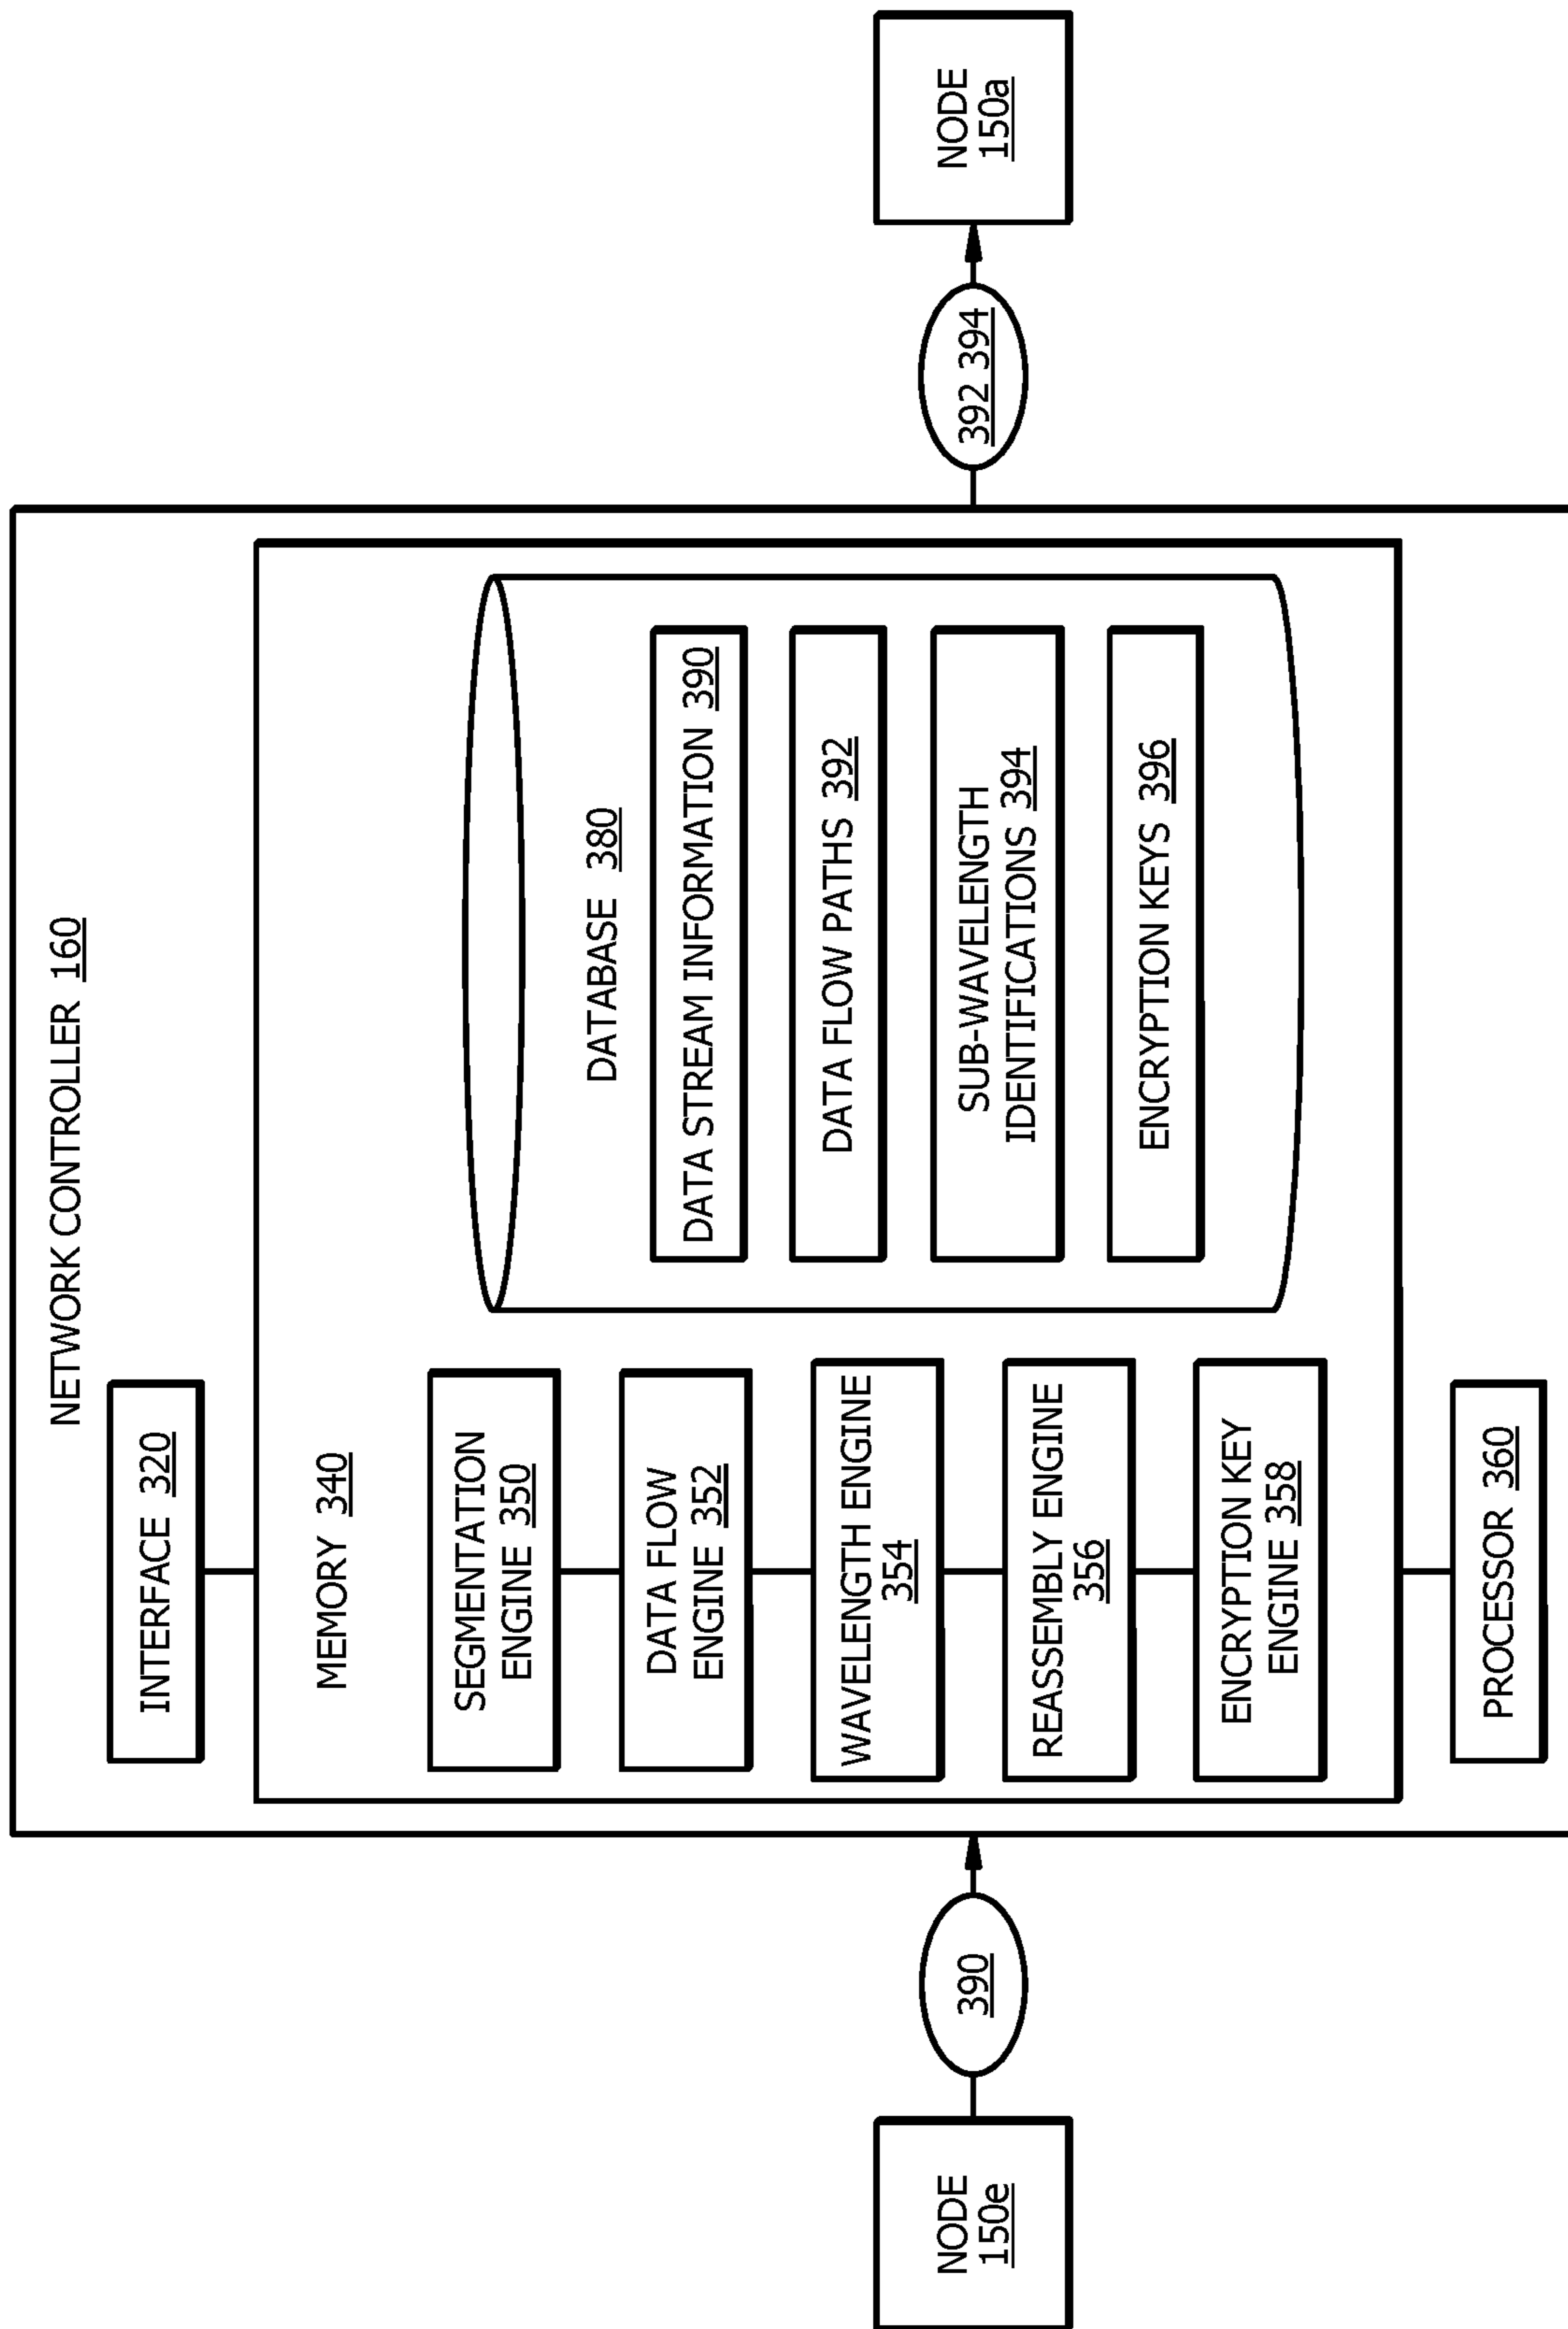 NETWORK CONTROLLER 160
INTERFACE 320
MEMORY 340
SEGMENTATION
ENGINE 350
DATA FLOW
ENGINE 352
WAVELENGTH ENGINE
354
REASSEMBLY ENGINE
356
ENCRYPTION KEY
ENGINE 358
DATABASE 380
DATA STREAM INFORMATION 390
DATA FLOW PATHS 392
SUB-WAVELENGTH
IDENTIFICATIONS 394
ENCRYPTION KEYS 396
PROCESSOR 360
NODE
150e
390
392 394
NODE
150a